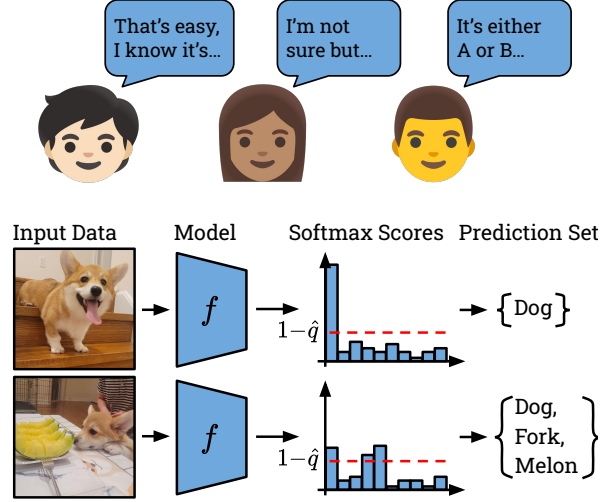 That's easy,
I know it's...
I'm not
sure but...
It's either
A or B...
Input Data
Model
Softmax Scores
Prediction Set
f
1−q̂
{Dog}
f
1−q̂
{Dog,
Fork,
Melon}